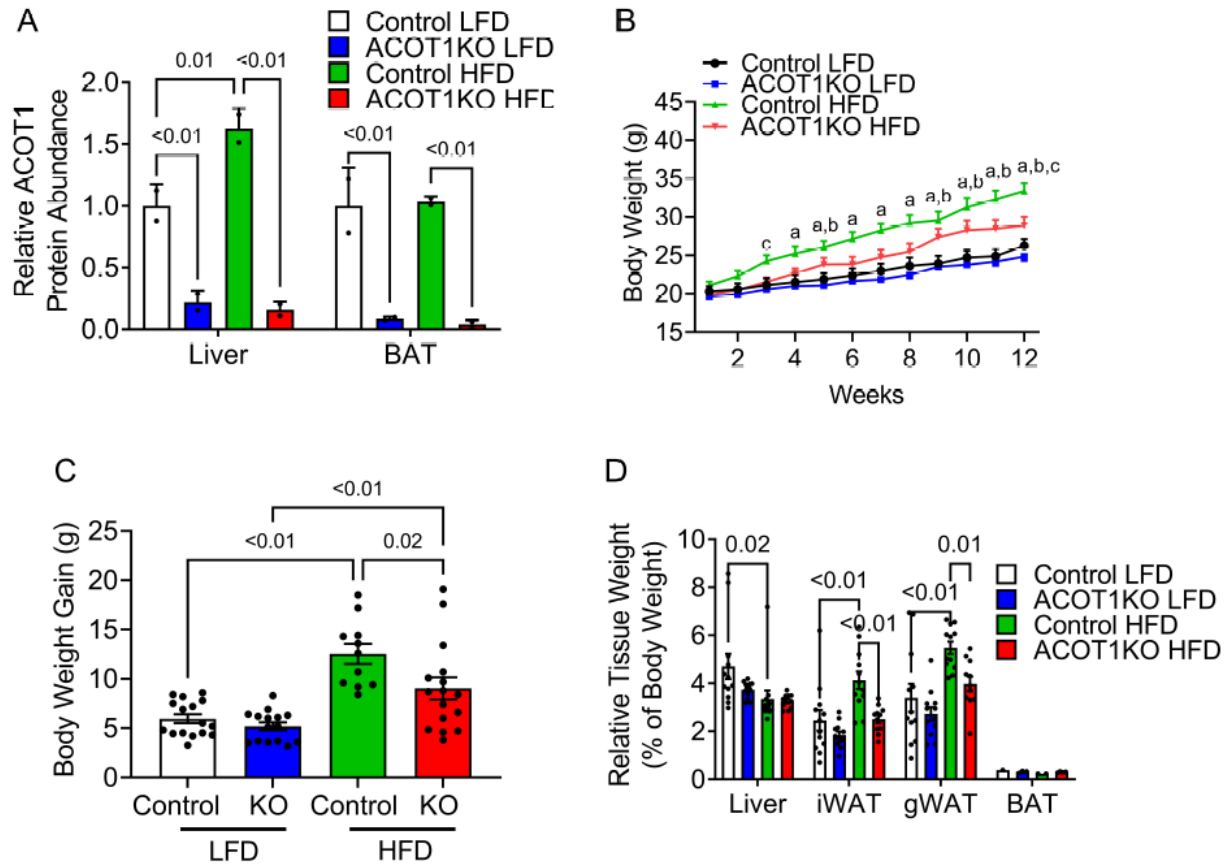 A
Control LFD
ACOT1KO LFD
Control HFD
ACOT1KO HFD
Relative ACOT1
Protein Abundance
2.0
1.5
1.0
0.5
0.0
0.01
<0.01
<0.01
<0.01
<0.01
Liver
BAT
B
Control LFD
ACOT1KO LFD
Control HFD
ACOT1KO HFD
Body Weight (g)
45
40
35
30
25
20
15
c
a
a,b
a
a
a
a,b
a,b
a,b
a,b,c
2
4
6
8
10
12
Weeks
C
Body Weight Gain (g)
25
20
15
10
5
0
<0.01
<0.01
0.02
Control
KO
Control
KO
LFD
HFD
D
Relative Tissue Weight
(% of Body Weight)
10
8
6
4
2
0
0.02
<0.01
<0.01
<0.01
0.01
Liver
iWAT
gWAT
BAT
Control LFD
ACOT1KO LFD
Control HFD
ACOT1KO HFD